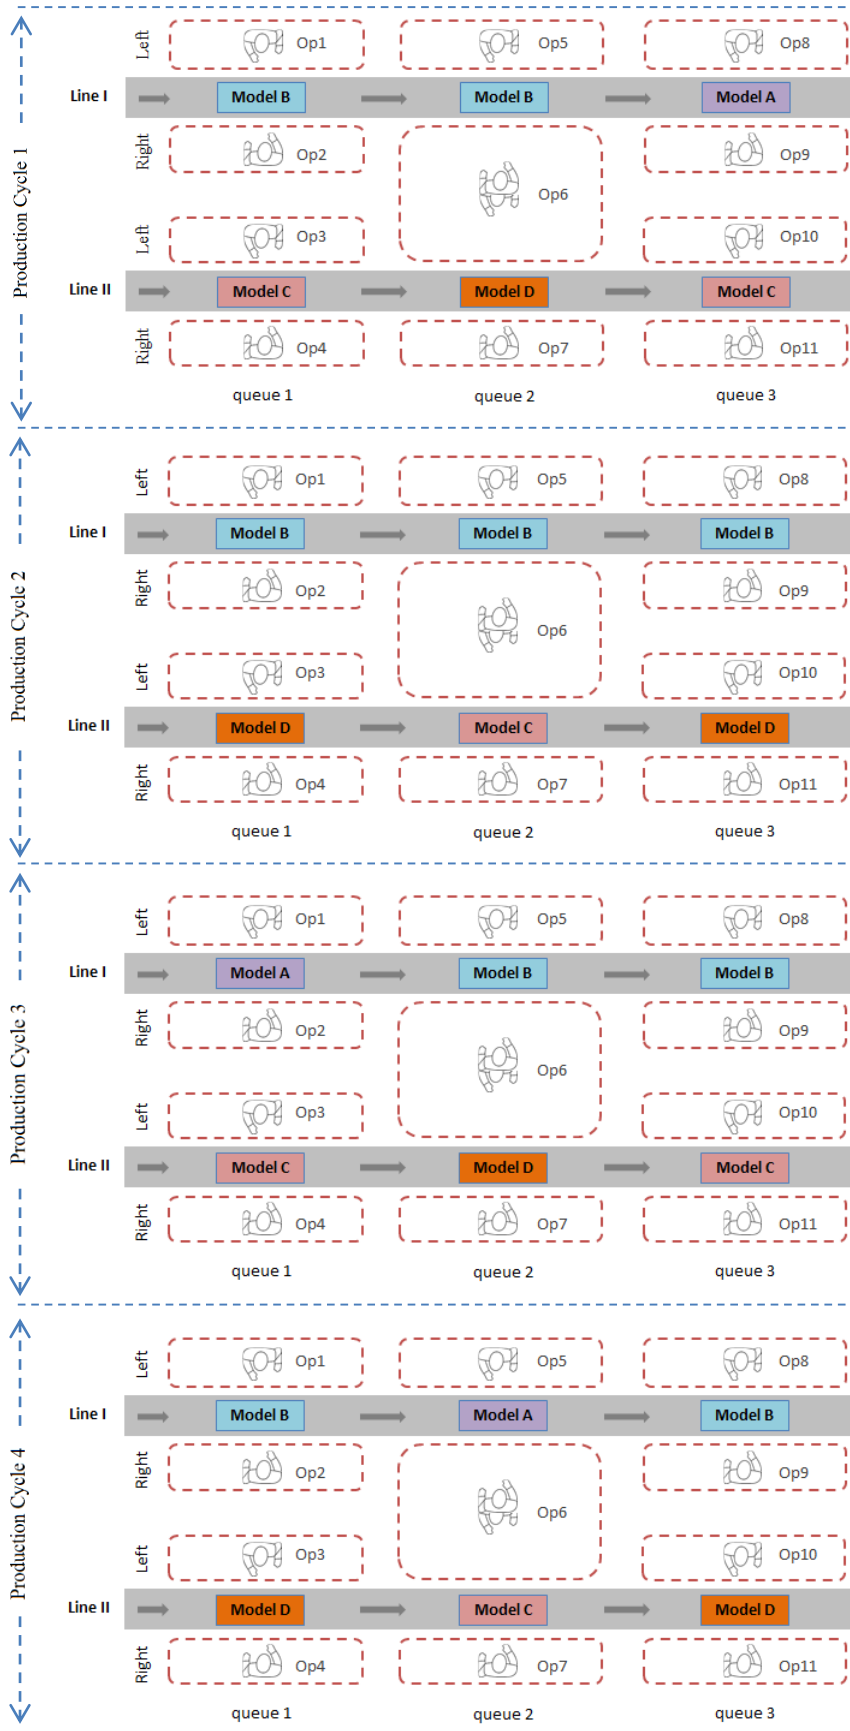 Production Cycle 1
Left Op1 Op5 Op8
Line I Model B Model B Model A
Right Op2 Op6 Op9
Left Op3 Op10
Line II Model C Model D Model C
Right Op4 Op7 Op11
queue 1 queue 2 queue 3
Production Cycle 2
Left Op1 Op5 Op8
Line I Model B Model B Model B
Right Op2 Op6 Op9
Left Op3 Op10
Line II Model D Model C Model D
Right Op4 Op7 Op11
queue 1 queue 2 queue 3
Production Cycle 3
Left Op1 Op5 Op8
Line I Model A Model B Model B
Right Op2 Op6 Op9
Left Op3 Op10
Line II Model C Model D Model C
Right Op4 Op7 Op11
queue 1 queue 2 queue 3
Production Cycle 4
Left Op1 Op5 Op8
Line I Model B Model A Model B
Right Op2 Op6 Op9
Left Op3 Op10
Line II Model D Model C Model D
Right Op4 Op7 Op11
queue 1 queue 2 queue 3